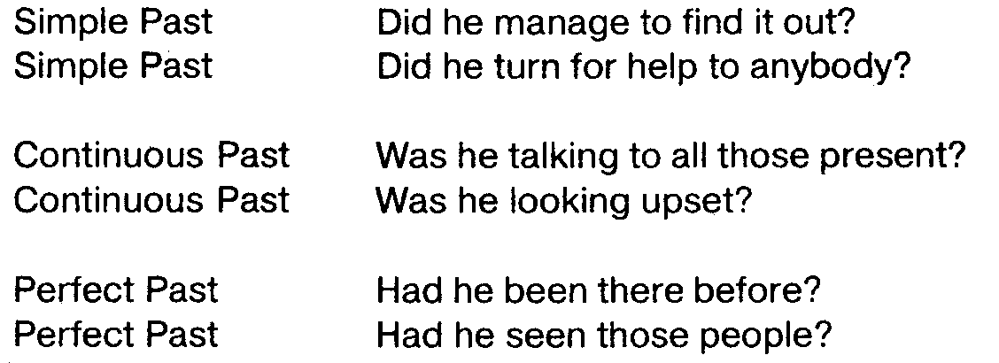 Simple Past Did he manage to find it out?
Simple Past Did he turn for help to anybody?
Continuous Past Was he talking to all those present?
Continuous Past Was he looking upset?
Perfect Past Had he been there before?
Perfect Past Had he seen those people?